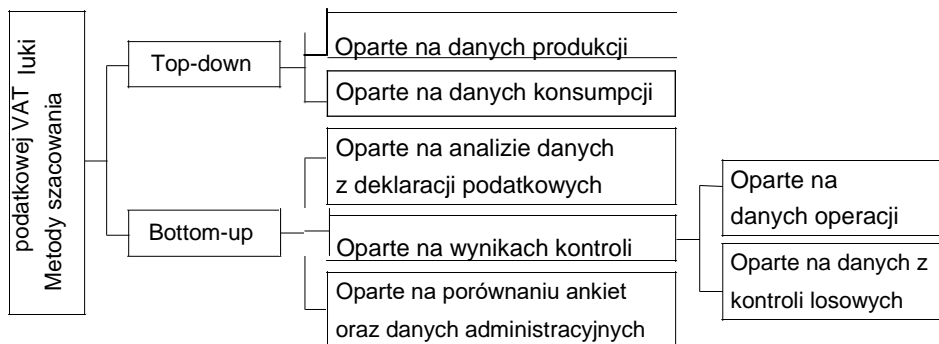 podatkowej VAT luki
Metody szacowania
Top-down
Oparte na danych produkcji
Oparte na danych konsumpcji
Bottom-up
Oparte na analizie danych
z deklaracji podatkowych
Oparte na wynikach kontroli
Oparte na porównaniu ankiet
oraz danych administracyjnych
Oparte na
danych operacji
Oparte na danych z
kontroli losowych